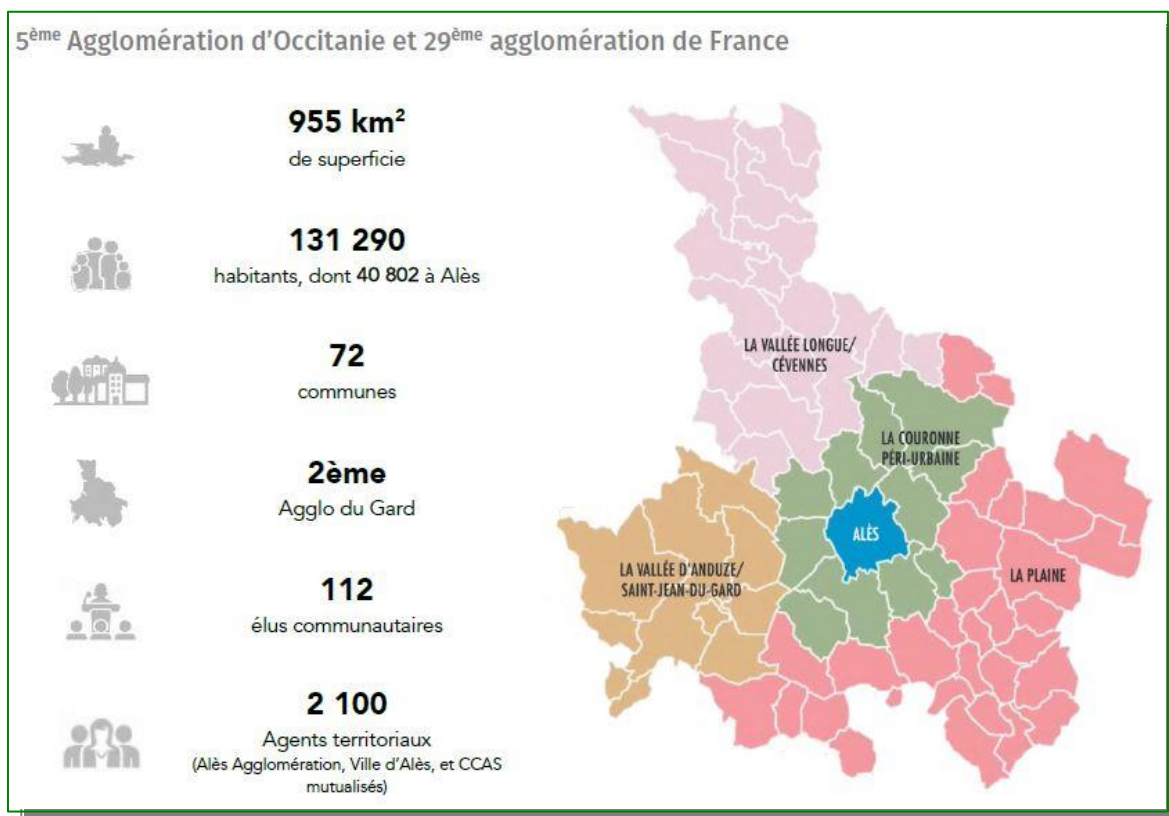 5ème Agglomération d'Occitanie et 29ème agglomération de France
955 km²
de superficie
131 290
habitants, dont 40 802 à Alès
72
communes
2ème
Agglo du Gard
112
élus communautaires
2 100
Agents territoriaux
(Alès Agglomération, Ville d'Alès, et CCAS
mutualisés)
LA VALLÉE LONGUE/
CÉVENNES
LA COURONNE
PÉRI-URBAINE
ALÈS
LA VALLÉE D'ANDUZE/
SAINT-JEAN-DU-GARD
LA PLAINE